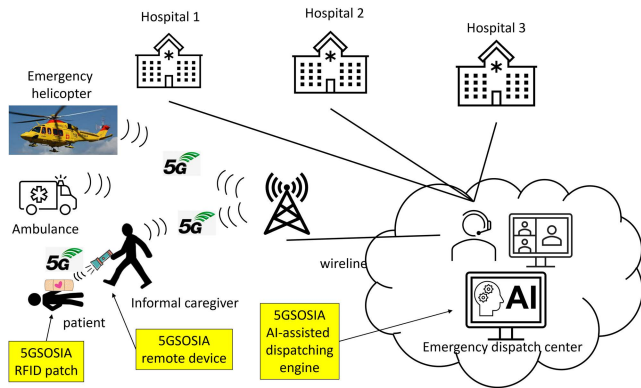 Hospital 1
Hospital 2
Hospital 3
Emergency
helicopter
5G
Ambulance
5G
5G
wireline
Informal caregiver
patient
AI
Emergency dispatch center
5GSOSIA
RFID patch
5GSOSIA
remote device
5GSOSIA
AI-assisted
dispatching
engine